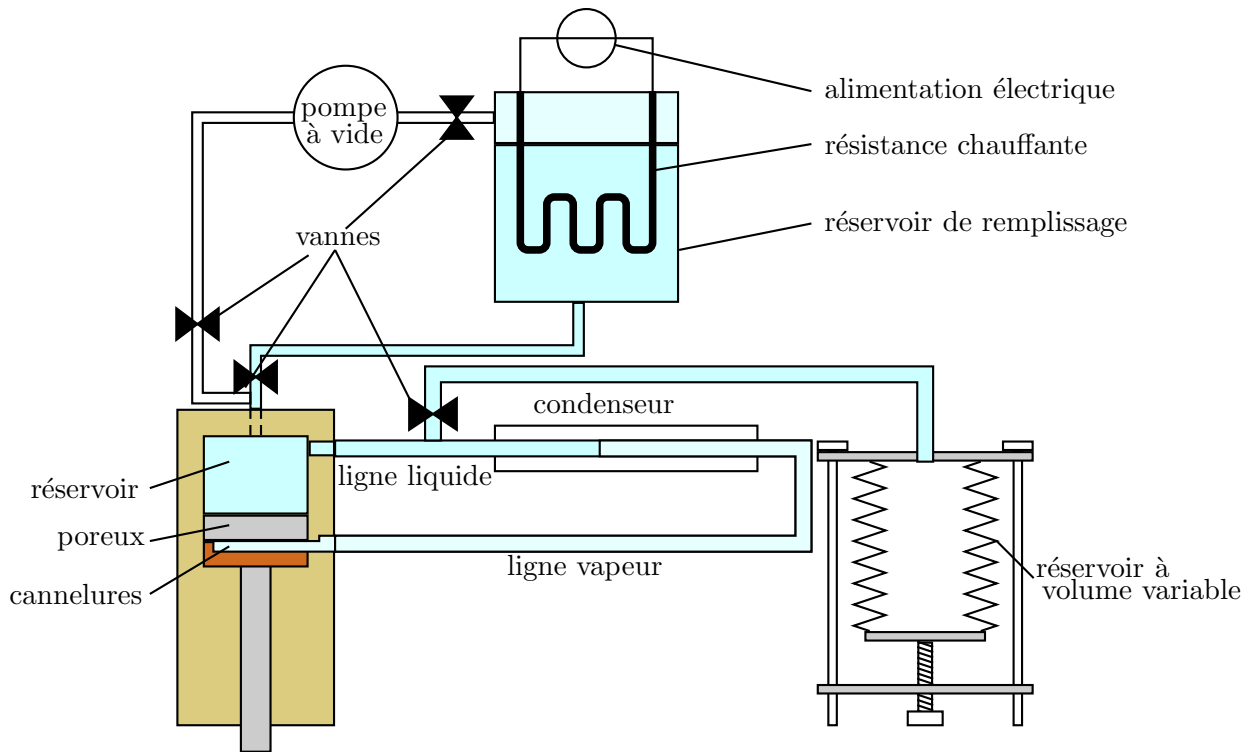 alimentation électrique
pompe
à vide
résistance chauffante
réservoir de remplissage
vannes
condenseur
ligne liquide
réservoir
poreux
ligne vapeur
cannelures
réservoir à
volume variable